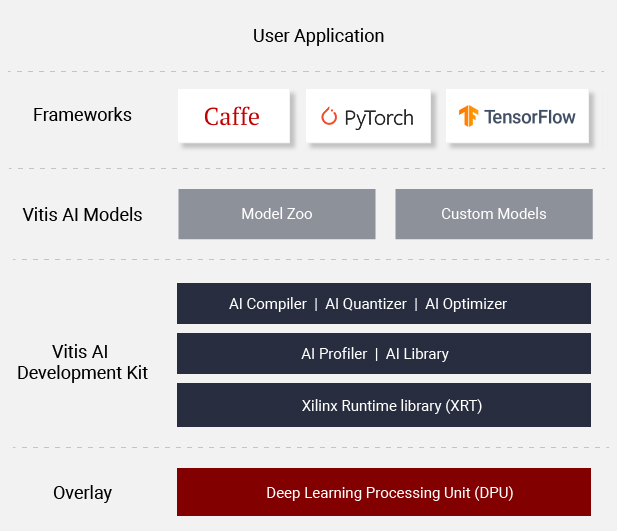 User Application
Frameworks
Caffe
PyTorch
TensorFlow
Vitis AI Models
Model Zoo
Custom Models
Vitis AI
Development Kit
AI Compiler | AI Quantizer | AI Optimizer
AI Profiler | AI Library
Xilinx Runtime library (XRT)
Overlay
Deep Learning Processing Unit (DPU)